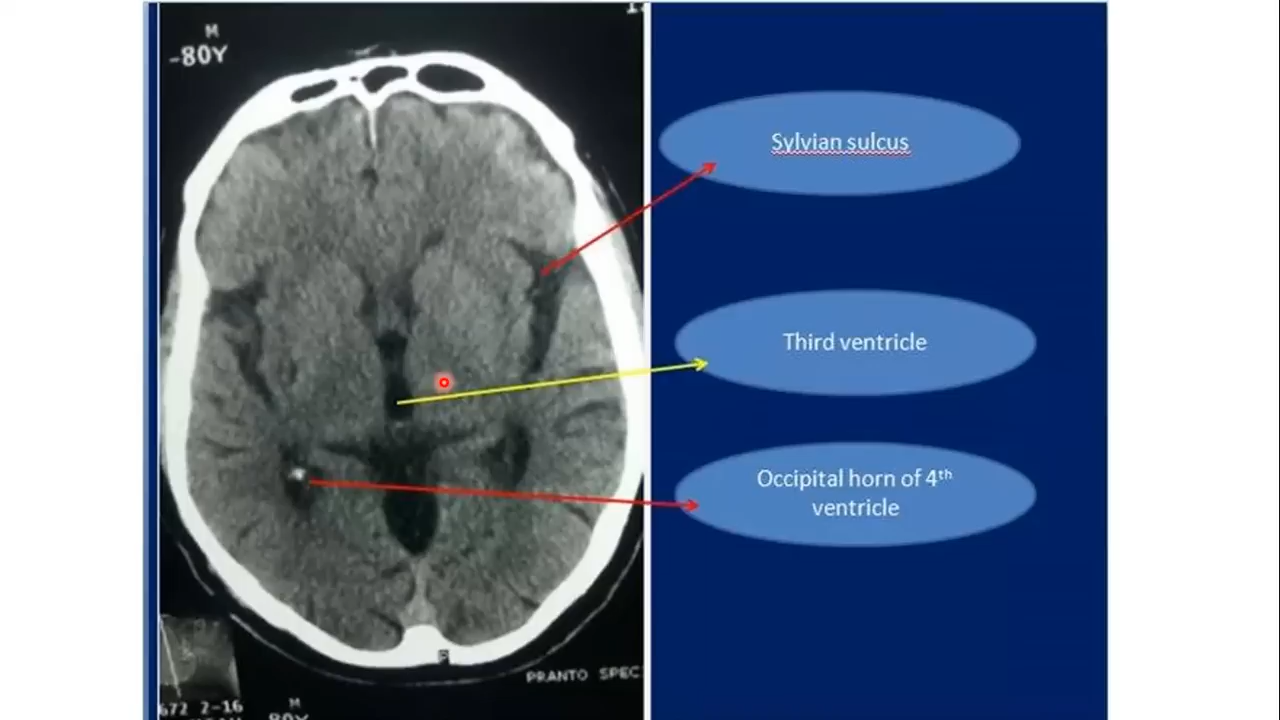 M
-80Y
Sylvian sulcus
Third ventricle
Occipital horn of 4th
ventricle
PRANTO SPEC
672 2-16
M
80Y